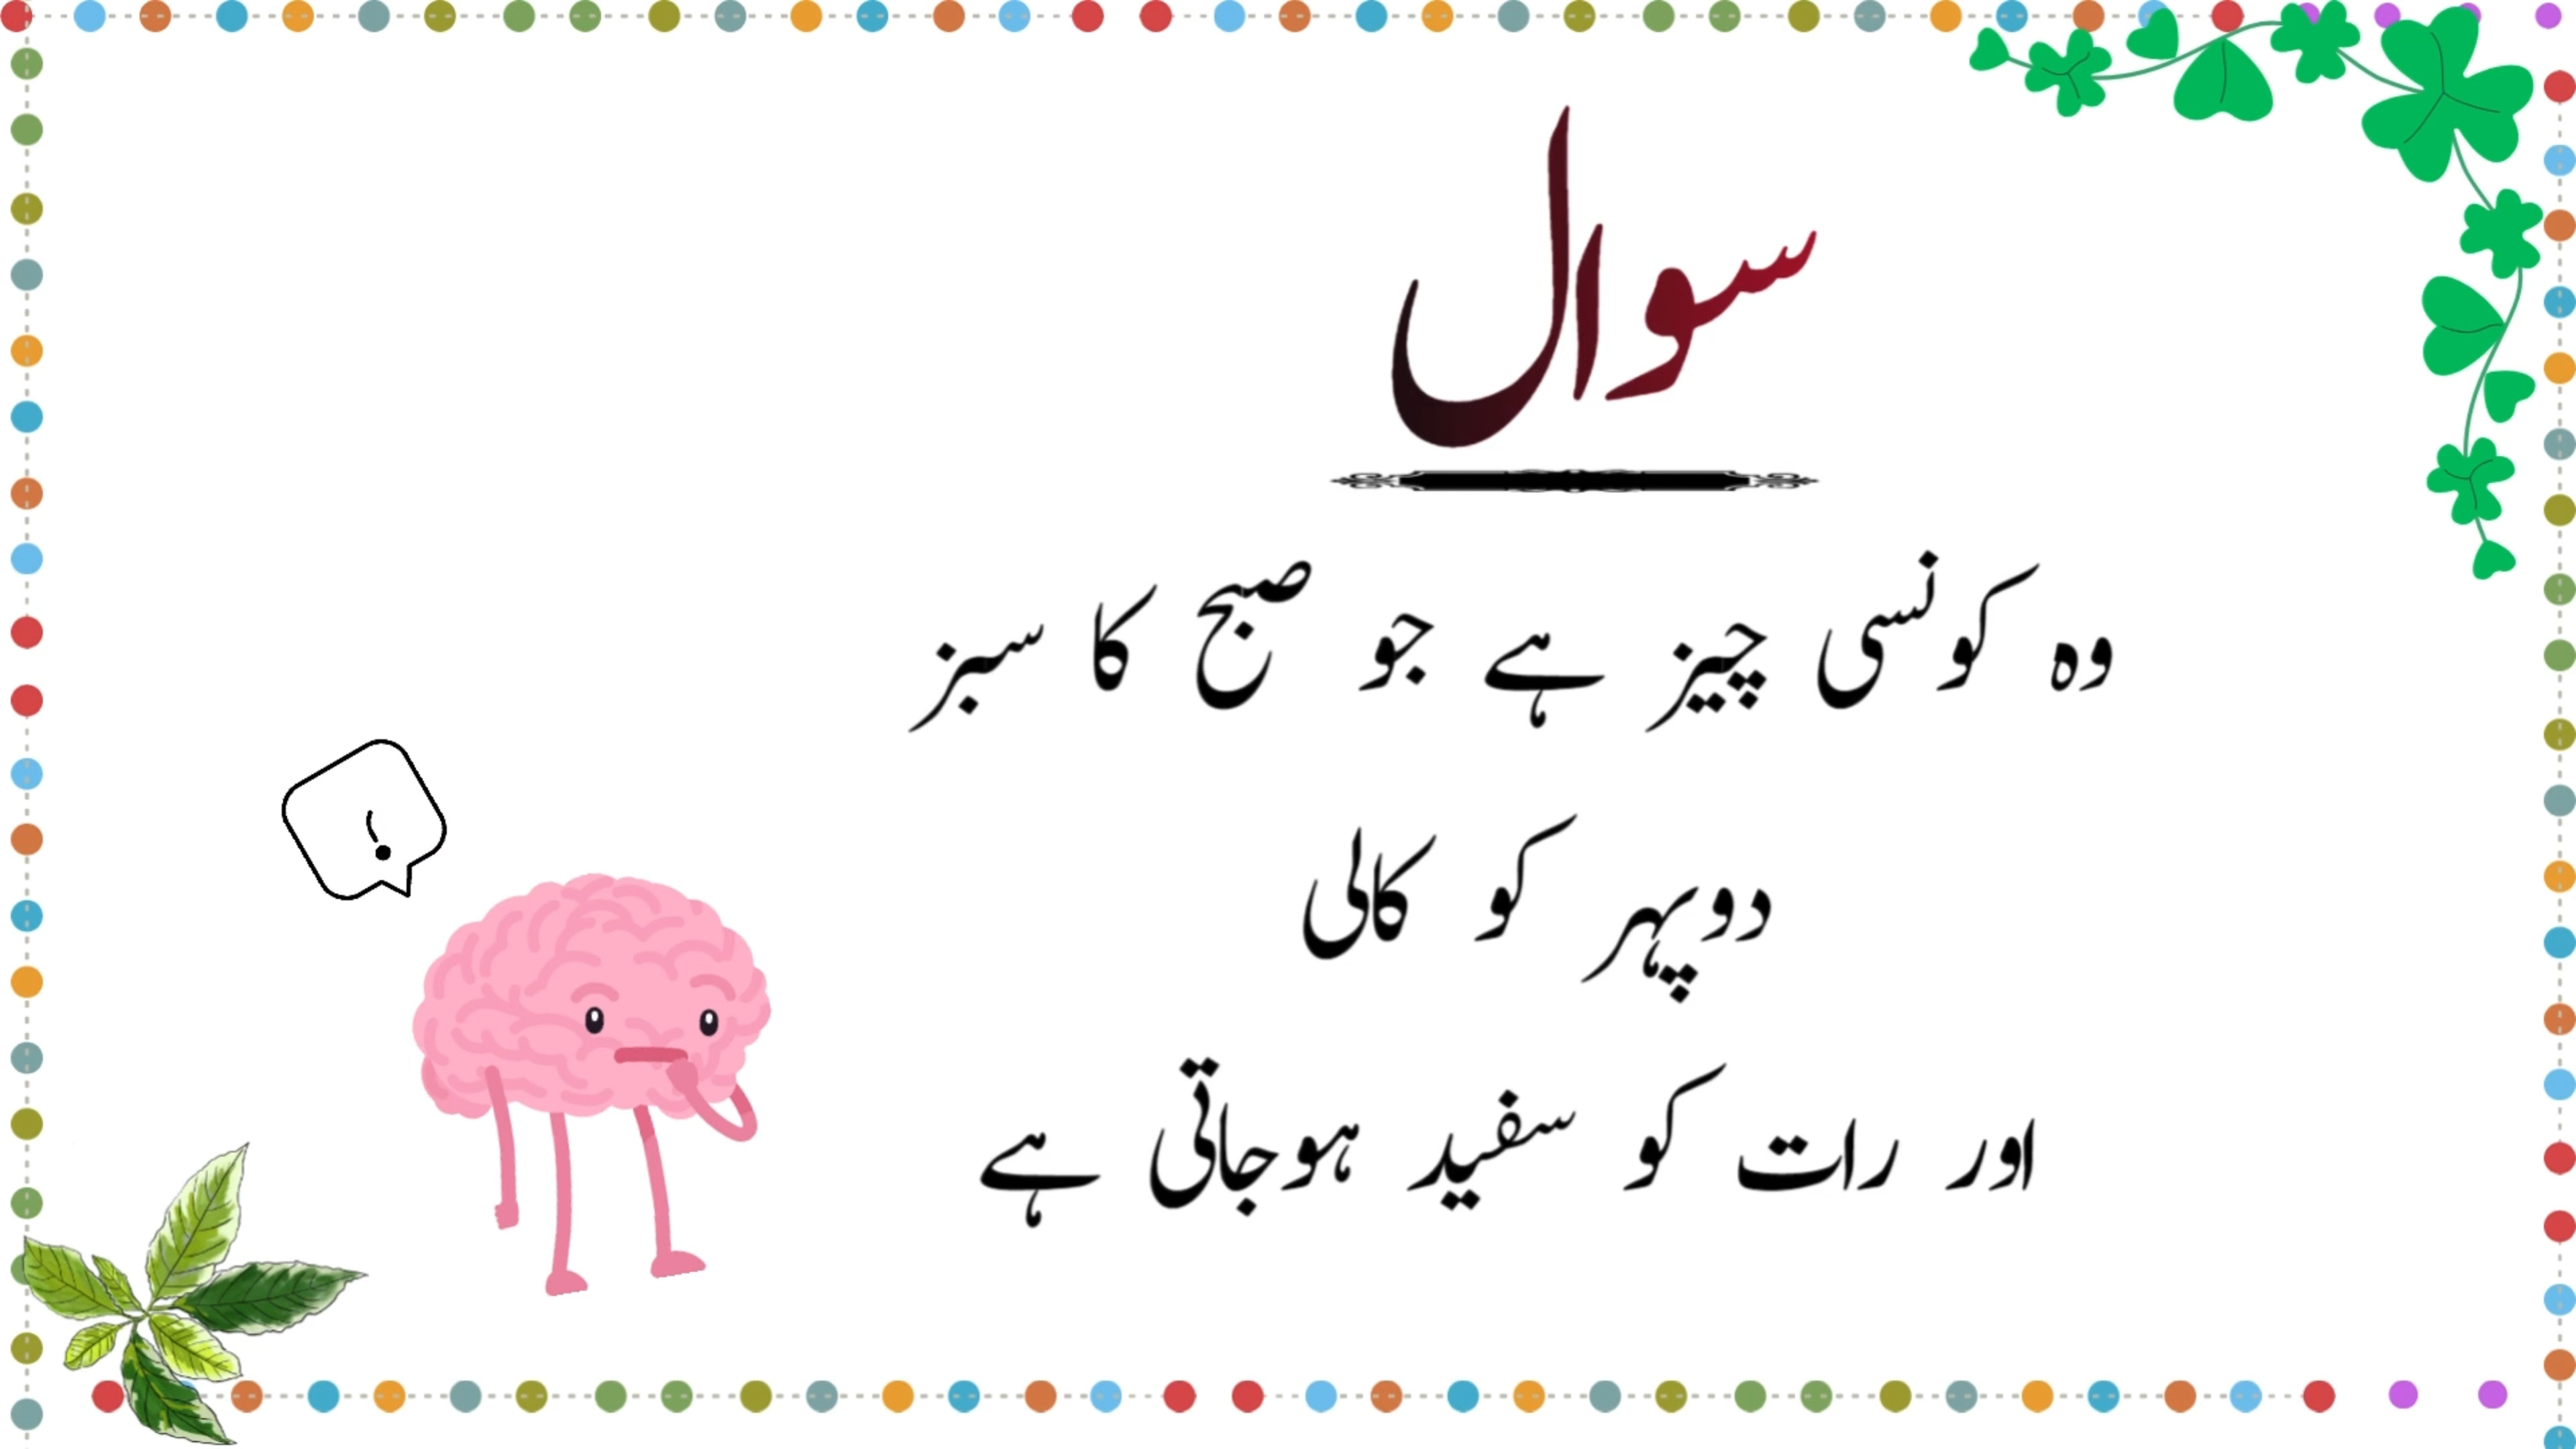 سوال
وہ کونسی چیز ہے جو صبح کا سبز
دوپہر کو کالی
اور رات کو سفید ہوجاتی ہے
!